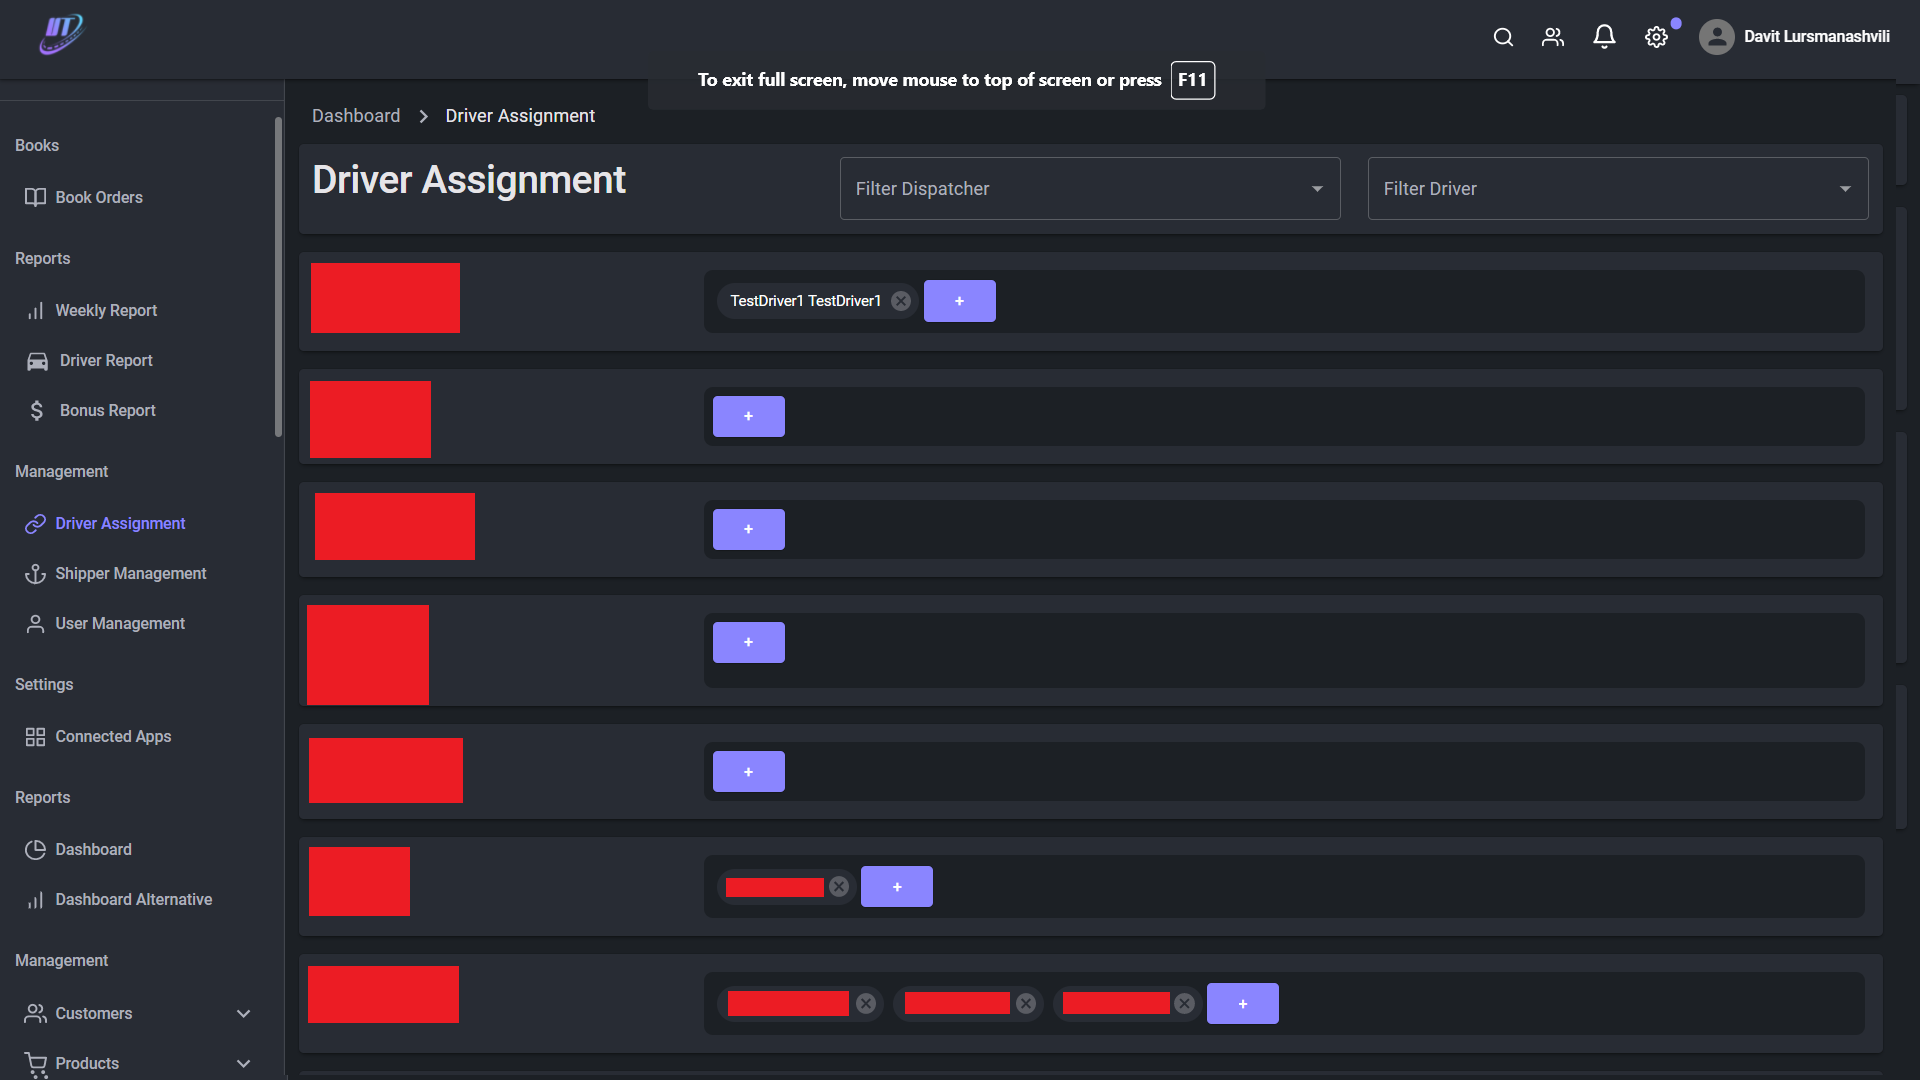 UT
Davit Lursmanashvili
To exit full screen, move mouse to top of screen or press F11
Dashboard > Driver Assignment
Driver Assignment
Filter Dispatcher
Filter Driver
Books
Book Orders
Reports
Weekly Report
Driver Report
Bonus Report
Management
Driver Assignment
Shipper Management
User Management
Settings
Connected Apps
Reports
Dashboard
Dashboard Alternative
Management
Customers
Products
TestDriver1 TestDriver1
+
+
+
+
+
+
+